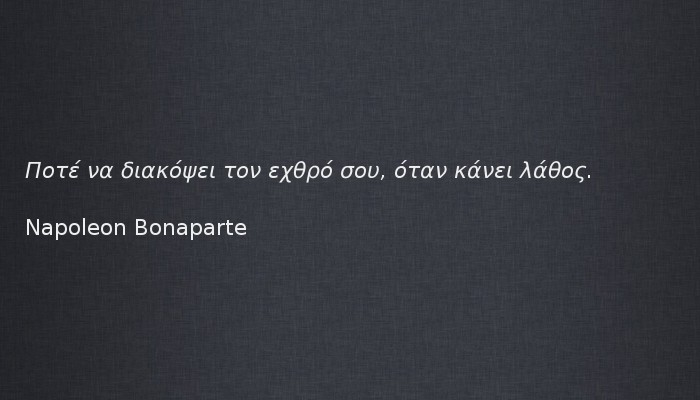 Ποτέ να διακόψει τον εχθρό σου, όταν κάνει λάθος.
Napoleon Bonaparte